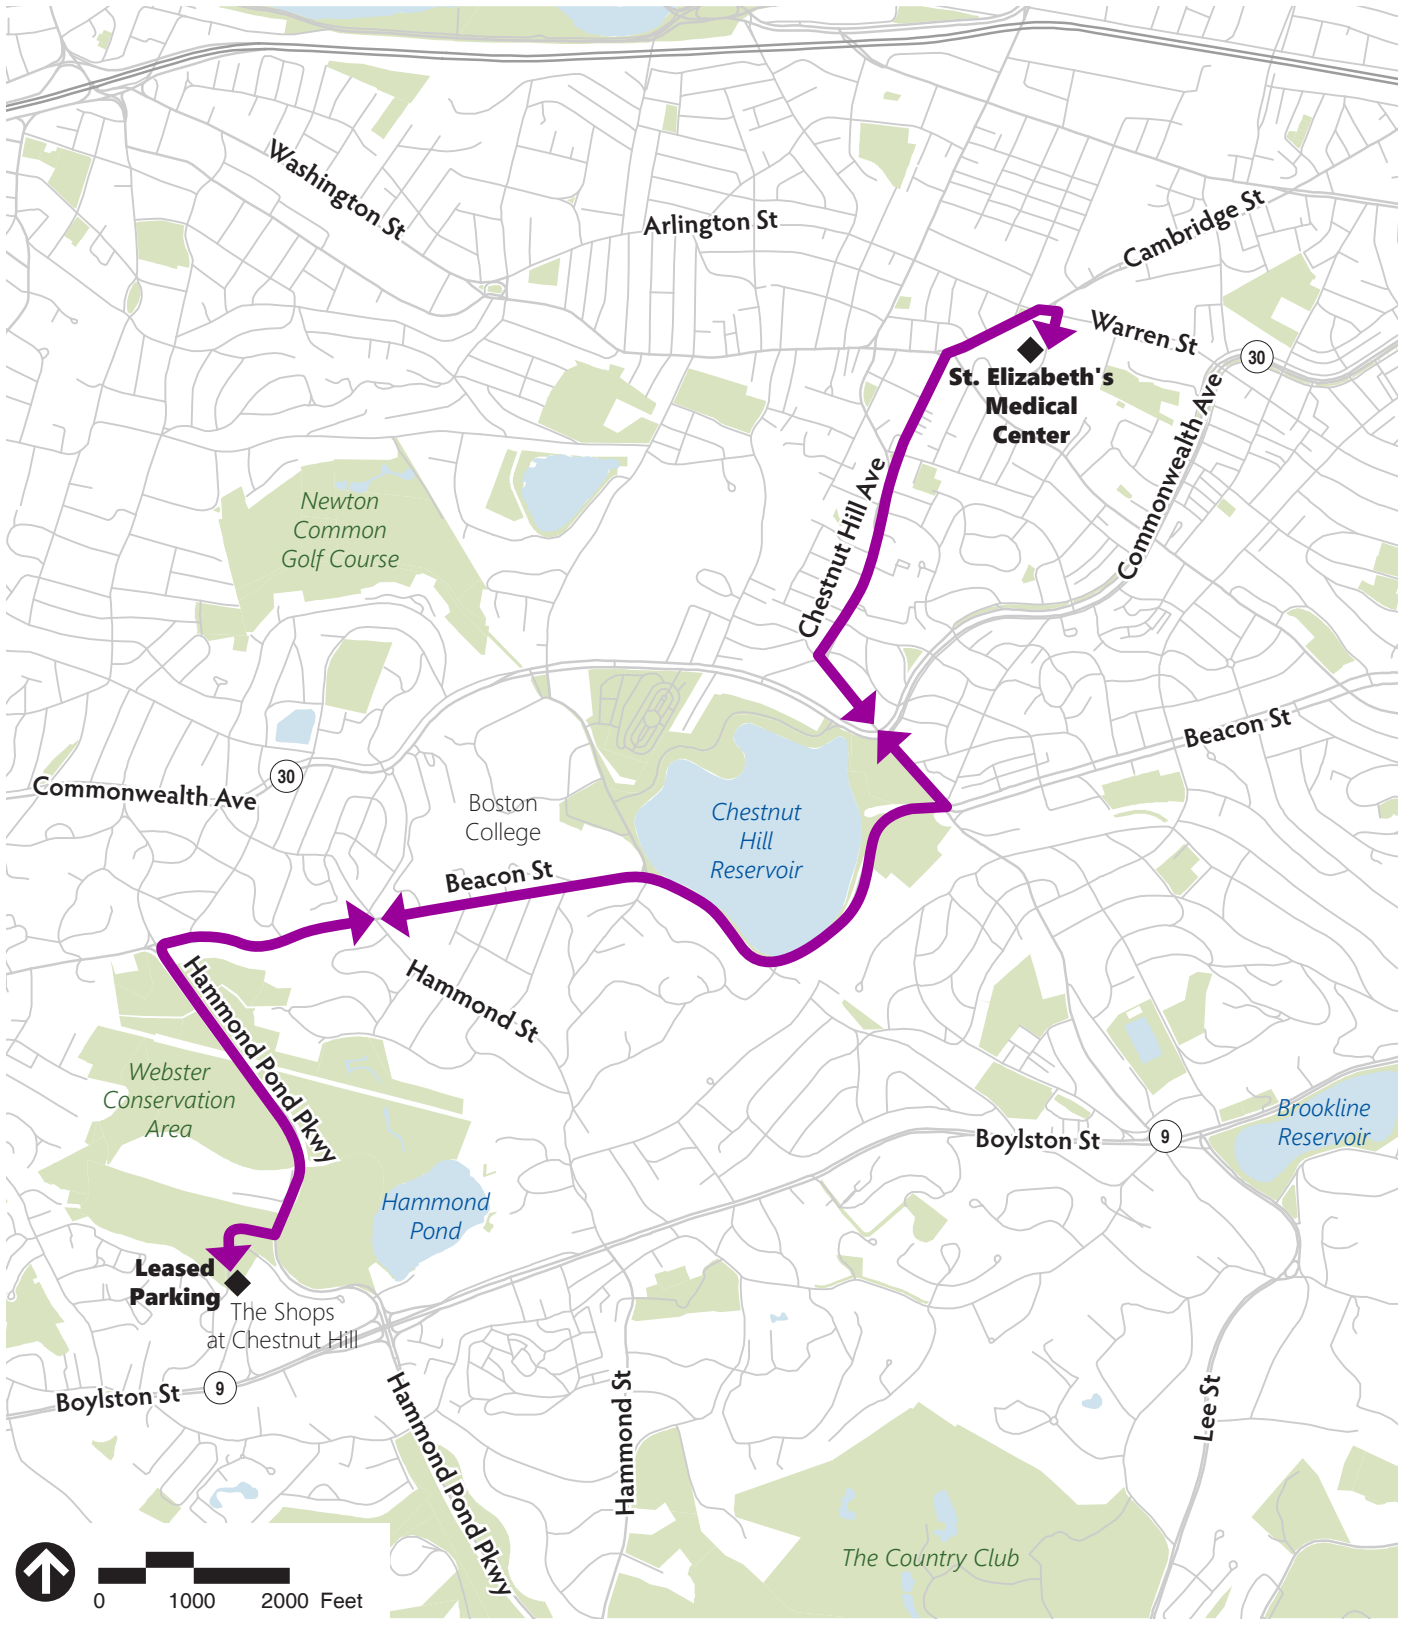 Washington St
Arlington St
Cambridge St
Warren St
30
St. Elizabeth's
Medical
Center
Commonwealth Ave
Chestnut Hill Ave
Newton
Common
Golf Course
Beacon St
30
Commonwealth Ave
Boston
College
Chestnut
Hill
Reservoir
Beacon St
Hammond St
Hammond Pond Pkwy
Webster
Conservation
Area
Brookline
Reservoir
Boylston St
9
Hammond
Pond
Leased
Parking
The Shops
at Chestnut Hill
Boylston St
9
Hammond Pond Pkwy
Hammond St
Lee St
The Country Club
0 1000 2000 Feet